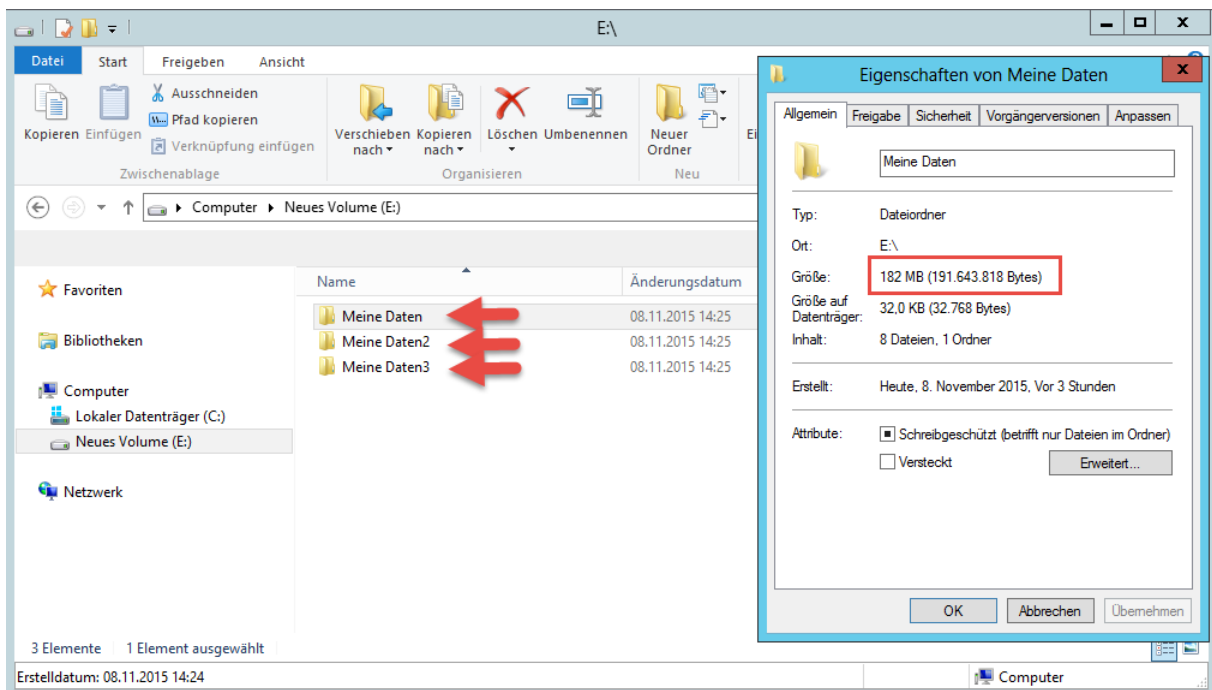 E:\
Datei Start Freigeben Ansicht
Kopieren
Einfügen
Ausschneiden
Pfad kopieren
Verknüpfung einfügen
Zwischenablage
Verschieben nach
Kopieren nach
Löschen
Umbenennen
Organisieren
Neuer Ordner
Neu
Ei
Computer Neues Volume (E:)
Favoriten
Bibliotheken
Computer
Lokaler Datenträger (C:)
Neues Volume (E:)
Netzwerk
Name Änderungsdatum
Meine Daten 08.11.2015 14:25
Meine Daten2 08.11.2015 14:25
Meine Daten3 08.11.2015 14:25
3 Elemente 1 Element ausgewählt
Erstelldatum: 08.11.2015 14:24
Computer
Eigenschaften von Meine Daten
Allgemein Freigabe Sicherheit Vorgängerversionen Anpassen
Meine Daten
Typ: Dateiordner
Ort: E:\
Größe: 182 MB (191.643.818 Bytes)
Größe auf Datenträger: 32,0 KB (32.768 Bytes)
Inhalt: 8 Dateien, 1 Ordner
Erstellt: Heute, 8. November 2015, Vor 3 Stunden
Attribute: Schreibgeschützt (betrifft nur Dateien im Ordner)
Versteckt
Erweitert...
OK Abbrechen Übernehmen